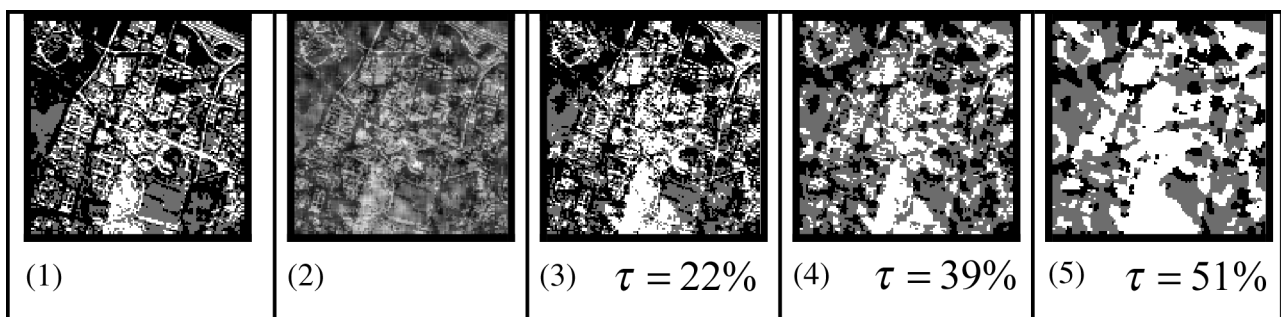 (1)
(2)
(3) τ = 22%
(4) τ = 39%
(5) τ = 51%